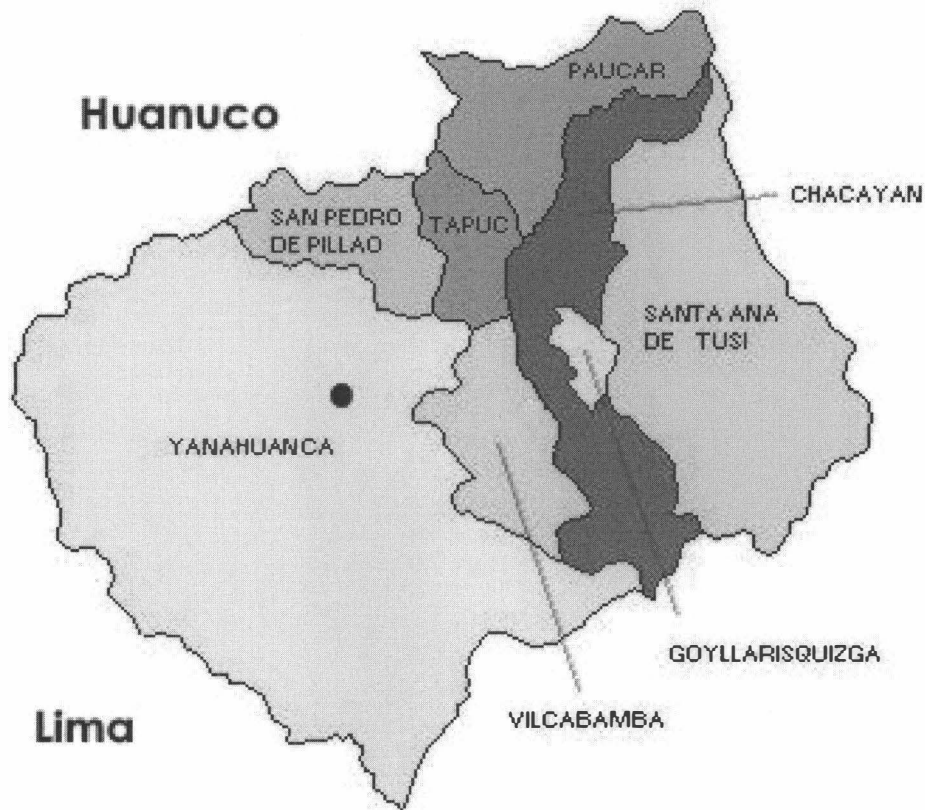 PAUCAR
Huanuco
CHACAYAN
SAN PEDRO
DE PILLAO
TAPUC
SANTA ANA
DE TUSI
YANAHUANCA
GOYLLARISQUIZGA
VILCABAMBA
Lima